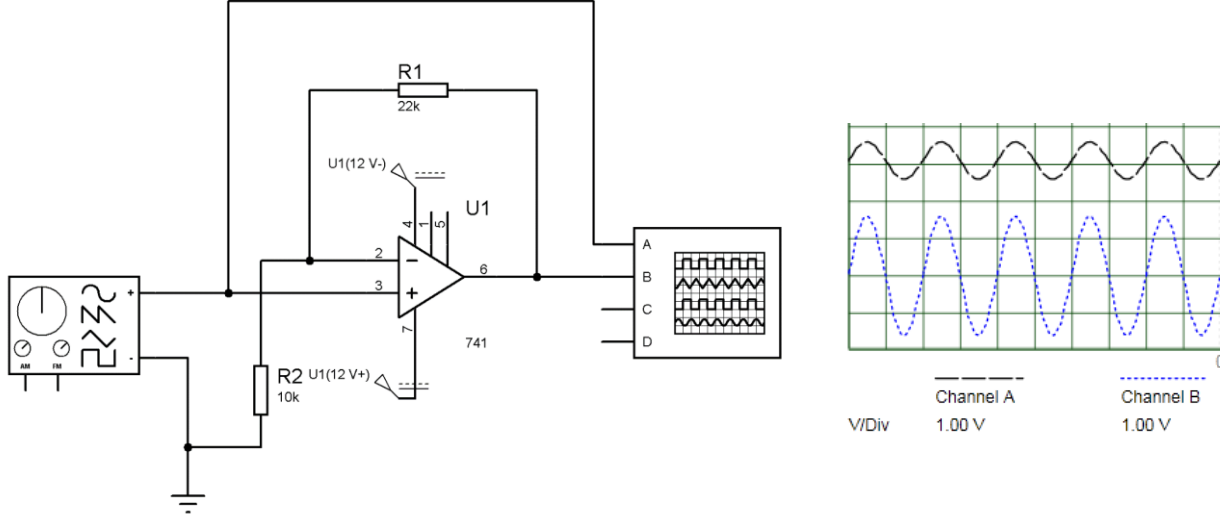 R1
22k
U1(12 V-)
U1
4
1
5
2
6
3
7
741
+
-
AM
FM
R2
10k
U1(12 V+)
A
B
C
D
Channel A
Channel B
V/Div
1.00 V
1.00 V